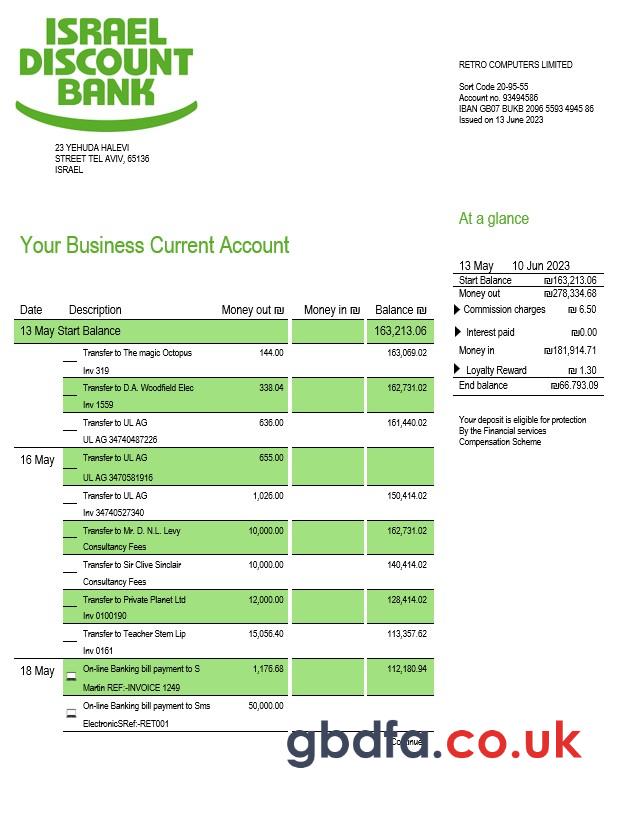 ISRAEL
DISCOUNT
BANK
23 YEHUDA HALEVI
STREET TEL AVIV, 65136
ISRAEL
RETRO COMPUTERS LIMITED
Sort Code 20-95-55
Account no. 93494586
IBAN GB07 BUKB 2096 5593 4945 86
Issued on 13 June 2023
At a glance
Your Business Current Account
13 May 10 Jun 2023
Start Balance ₪163,213.06
Money out ₪278,334.68
Commission charges ₪ 6.50
Interest paid ₪0.00
Money in ₪181,914.71
Loyalty Reward ₪ 1.30
End balance ₪66.793.09
Your deposit is eligible for protection
By the Financial services
Compensation Scheme
Date Description Money out ₪ Money in ₪ Balance ₪
13 May Start Balance 163,213.06
Transfer to The magic Octopus 144.00 163,069.02
Inv 319
Transfer to D.A. Woodfield Elec 338.04 162,731.02
Inv 1559
Transfer to UL AG 636.00 161,440.02
UL AG 34740487226
16 May Transfer to UL AG 655.00
UL AG 3470581916
Transfer to UL AG 1,026.00 150,414.02
Inv 34740527340
Transfer to Mr. D. N.L. Levy 10,000.00 162,731.02
Consultancy Fees
Transfer to Sir Clive Sinclair 10,000.00 140,414.02
Consultancy Fees
Transfer to Private Planet Ltd 12,000.00 128,414.02
Inv 0100190
Transfer to Teacher Stem Lip 15,056.40 113,357.62
Inv 0161
18 May On-line Banking bill payment to S 1,176.68 112,180.94
Martin REF:-INVOICE 1249
On-line Banking bill payment to Sms 50,000.00
ElectronicSRef:-RET001
gbdfa.co.uk